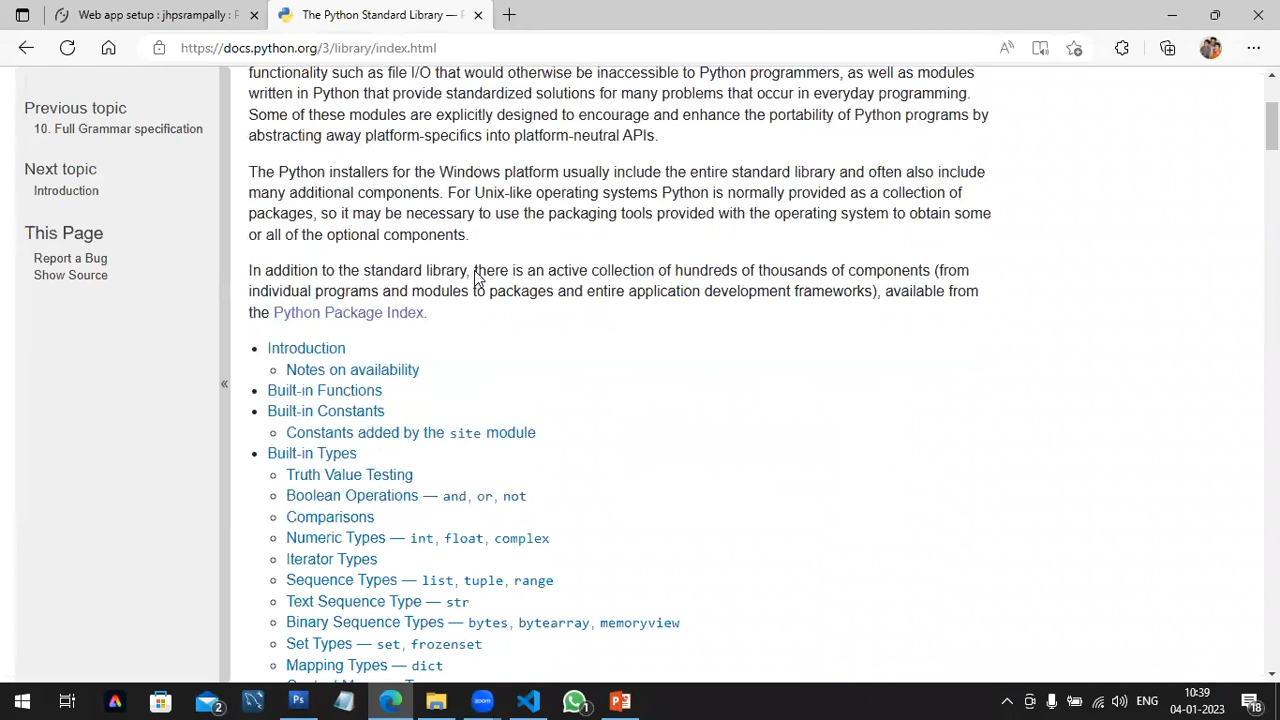 Web app setup : jhpsrampally : P
The Python Standard Library — P
https://docs.python.org/3/library/index.html
Previous topic
10. Full Grammar specification
Next topic
Introduction
This Page
Report a Bug
Show Source
«
functionality such as file I/O that would otherwise be inaccessible to Python programmers, as well as modules
written in Python that provide standardized solutions for many problems that occur in everyday programming.
Some of these modules are explicitly designed to encourage and enhance the portability of Python programs by
abstracting away platform-specifics into platform-neutral APIs.
The Python installers for the Windows platform usually include the entire standard library and often also include
many additional components. For Unix-like operating systems Python is normally provided as a collection of
packages, so it may be necessary to use the packaging tools provided with the operating system to obtain some
or all of the optional components.
In addition to the standard library, there is an active collection of hundreds of thousands of components (from
individual programs and modules to packages and entire application development frameworks), available from
the Python Package Index.
• Introduction
◦ Notes on availability
• Built-in Functions
• Built-in Constants
◦ Constants added by the site module
• Built-in Types
◦ Truth Value Testing
◦ Boolean Operations — and, or, not
◦ Comparisons
◦ Numeric Types — int, float, complex
◦ Iterator Types
◦ Sequence Types — list, tuple, range
◦ Text Sequence Type — str
◦ Binary Sequence Types — bytes, bytearray, memoryview
◦ Set Types — set, frozenset
◦ Mapping Types — dict
2
Ps
zoom
1
ENG
10:39
04-01-2023
18